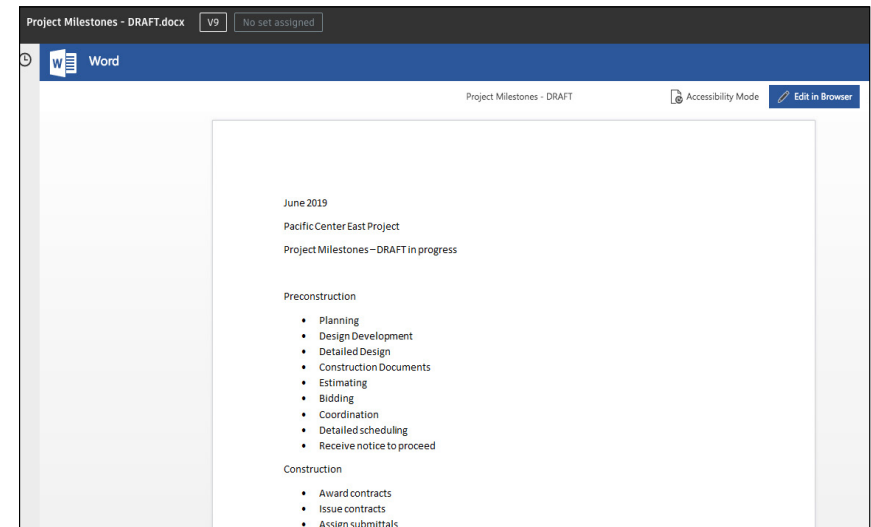 Project Milestones - DRAFT.docx V9 No set assigned
Word
Project Milestones - DRAFT Accessibility Mode Edit in Browser
June 2019
Pacific Center East Project
Project Milestones – DRAFT in progress
Preconstruction
• Planning
• Design Development
• Detailed Design
• Construction Documents
• Estimating
• Bidding
• Coordination
• Detailed scheduling
• Receive notice to proceed
Construction
• Award contracts
• Issue contracts
• Assign submittals